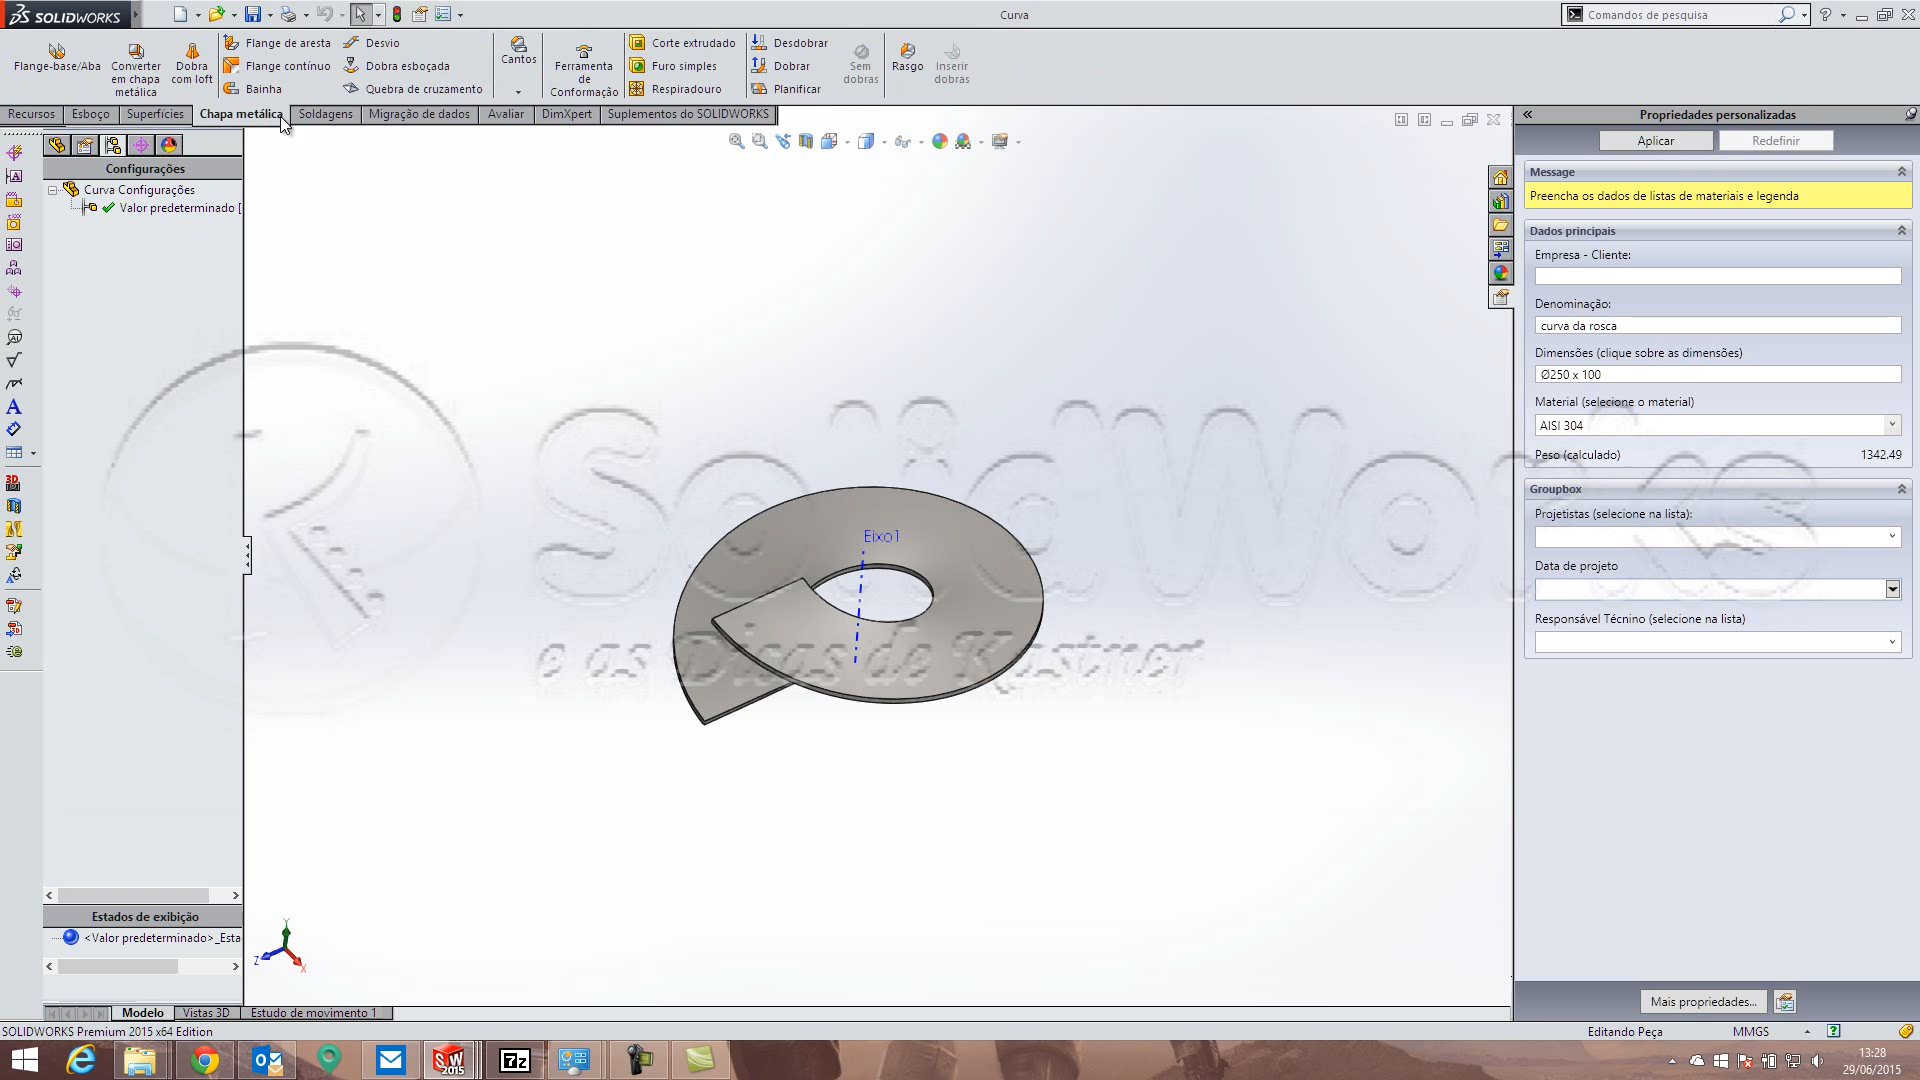 SOLIDWORKS
Curva
Comandos de pesquisa
Flange-base/Aba
Converter
em chapa
metálica
Dobra
com loft
Flange de aresta
Flange contínuo
Bainha
Desvio
Dobra esboçada
Quebra de cruzamento
Cantos
Ferramenta
de
Conformação
Corte extrudado
Furo simples
Respiradouro
Desdobrar
Dobrar
Planificar
Sem
dobras
Rasgo
Inserir
dobras
Recursos
Esboço
Superfícies
Chapa metálica
Soldagens
Migração de dados
Avaliar
DimXpert
Suplementos do SOLIDWORKS
Configurações
Curva Configurações
Valor predeterminado [
Eixo1
SolidWorks
e as Dicas de Kastner
Propriedades personalizadas
Aplicar
Redefinir
Message
Preencha os dados de listas de materiais e legenda
Dados principais
Empresa - Cliente:
Denominação:
curva da rosca
Dimensões (clique sobre as dimensões)
Ø250 x 100
Material (selecione o material)
AISI 304
Peso (calculado)
1342.49
Groupbox
Projetistas (selecione na lista):
Data de projeto
Responsável Técnino (selecione na lista)
Mais propriedades...
Estados de exibição
<Valor predeterminado>_Esta
Y
Z
X
Modelo
Vistas 3D
Estudo de movimento 1
SOLIDWORKS Premium 2015 x64 Edition
Editando Peça
MMGS
13:28
29/06/2015